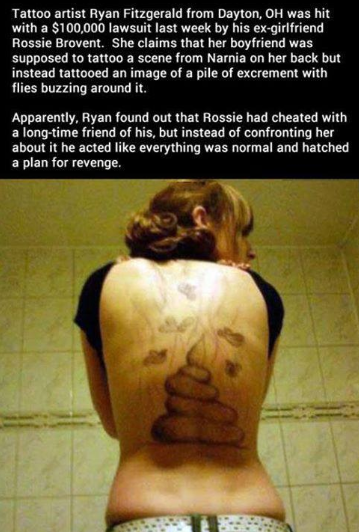 Tattoo artist Ryan Fitzgerald from Dayton, OH was hit
with a $100,000 lawsuit last week by his ex-girlfriend
Rossie Brovent.  She claims that her boyfriend was
supposed to tattoo a scene from Narnia on her back but
instead tattooed an image of a pile of excrement with
flies buzzing around it.
Apparently, Ryan found out that Rossie had cheated with
a long-time friend of his, but instead of confronting her
about it he acted like everything was normal and hatched
a plan for revenge.